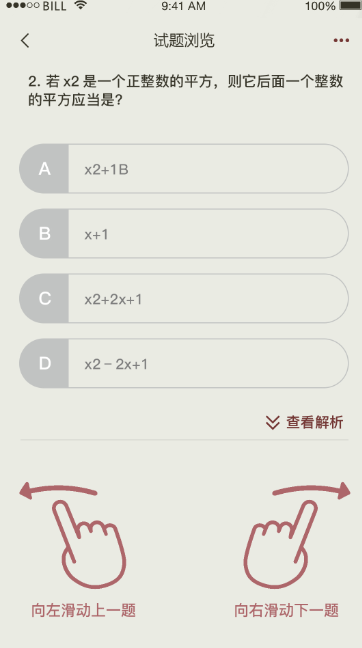 BILL 9:41 AM 100%
试题浏览
2. 若 x2 是一个正整数的平方，则它后面一个整数
的平方应当是?
A x2+1B
B x+1
C x2+2x+1
D x2－2x+1
查看解析
向左滑动上一题 向右滑动下一题